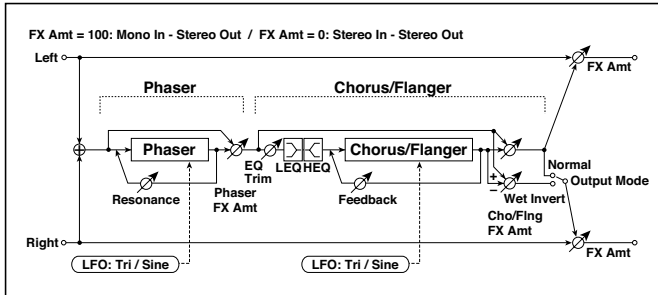 FX Amt = 100: Mono In - Stereo Out / FX Amt = 0: Stereo In - Stereo Out
Left
FX Amt
Phaser
Chorus/Flanger
Phaser
Resonance
Phaser
FX Amt
EQ
Trim
LEQ HEQ
Chorus/Flanger
Feedback
+
–
Wet Invert
Cho/Flng
FX Amt
Normal
Output Mode
Right
FX Amt
LFO: Tri / Sine
LFO: Tri / Sine